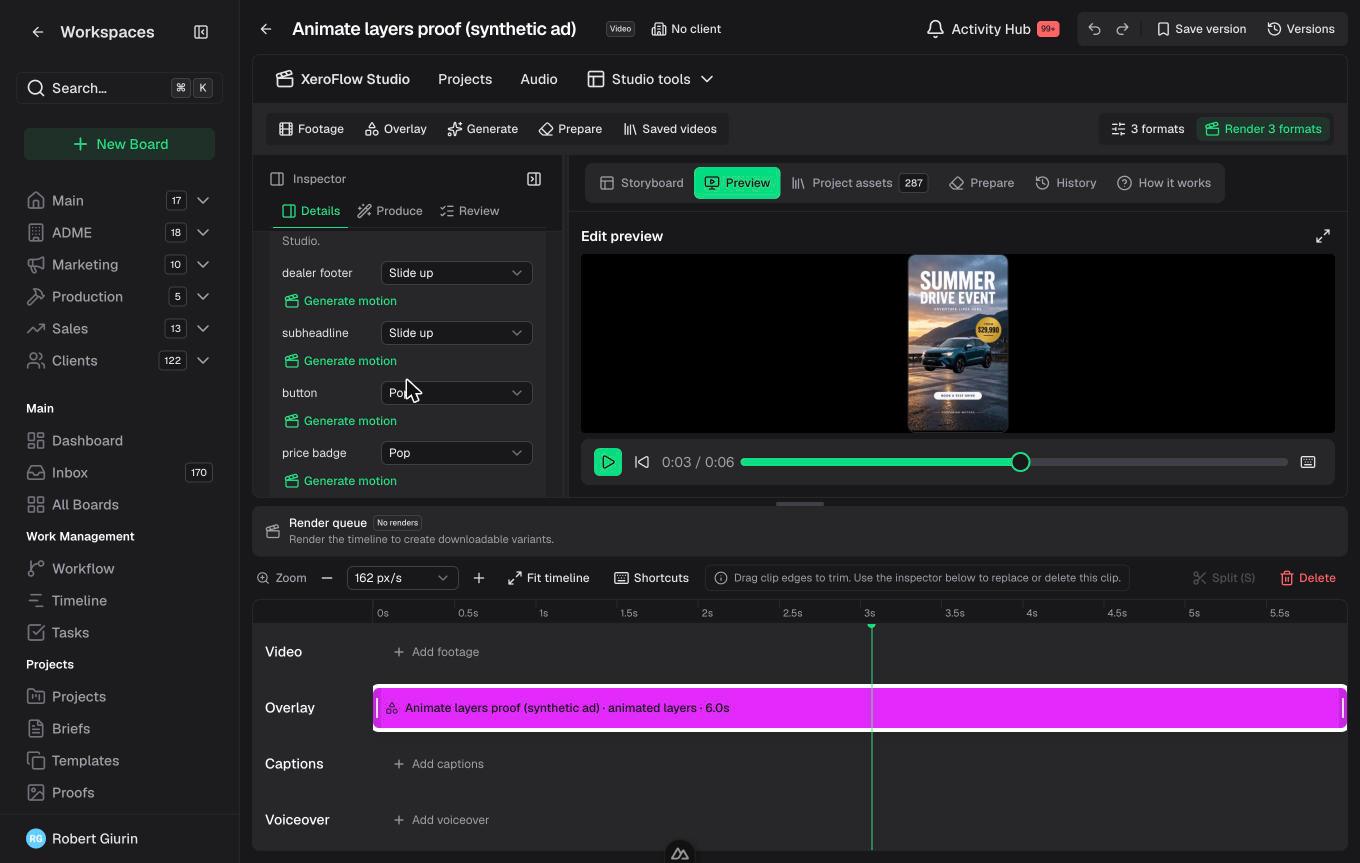 Workspaces
Search...
⌘ K
New Board
Main 17
ADME 18
Marketing 10
Production 5
Sales 13
Clients 122
Main
Dashboard
Inbox 170
All Boards
Work Management
Workflow
Timeline
Tasks
Projects
Projects
Briefs
Templates
Proofs
RG Robert Giurin
Animate layers proof (synthetic ad) Video No client
Activity Hub 99+ Save version Versions
XeroFlow Studio Projects Audio Studio tools
Footage Overlay Generate Prepare Saved videos
3 formats Render 3 formats
Inspector
Details Produce Review
Studio.
dealer footer Slide up
Generate motion
subheadline Slide up
Generate motion
button
Generate motion
price badge Pop
Generate motion
Storyboard Preview Project assets 287 Prepare History How it works
Edit preview
SUMMER
DRIVE EVENT
$29,990
BOOK A TEST DRIVE
0:03 / 0:06
Render queue No renders
Render the timeline to create downloadable variants.
Zoom 162 px/s Fit timeline Shortcuts Drag clip edges to trim. Use the inspector below to replace or delete this clip. Split (S) Delete
0s 0.5s 1s 1.5s 2s 2.5s 3s 3.5s 4s 4.5s 5s 5.5s
Video Add footage
Overlay Animate layers proof (synthetic ad) · animated layers · 6.0s
Captions Add captions
Voiceover Add voiceover